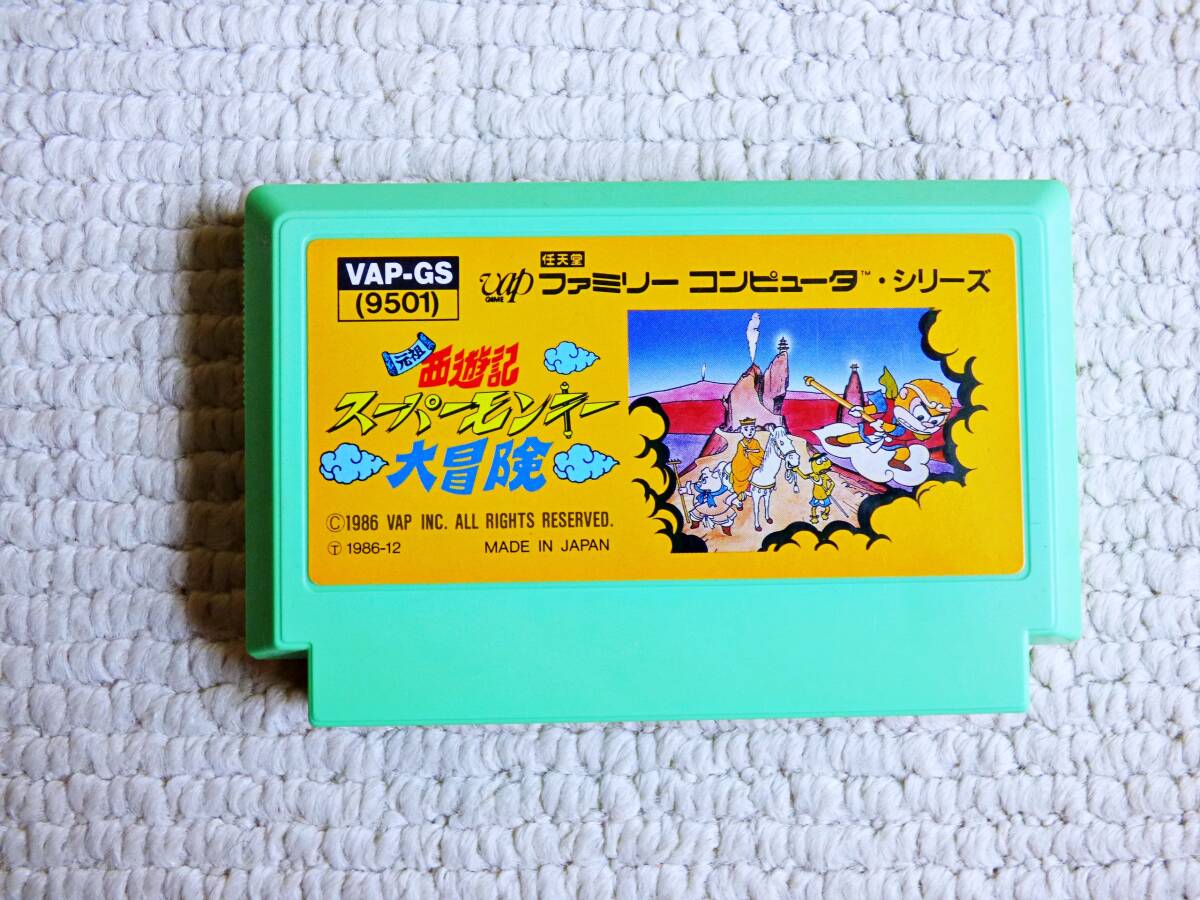 VAP-GS
(9501)
vap GAME
任天堂
ファミリー コンピュータ™・シリーズ
元祖
西遊記
スーパーモンキー
大冒険
©1986 VAP INC. ALL RIGHTS RESERVED.
Ⓣ 1986-12 MADE IN JAPAN